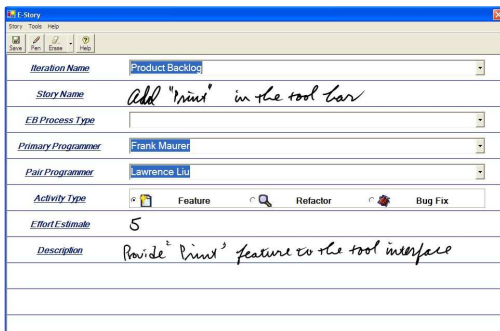 E-Story
Story Tools Help
Save Pen Erase Help
Iteration Name Product Backlog
Story Name Add "Print" in the tool bar
EB Process Type
Primary Programmer Frank Maurer
Pair Programmer Lawrence Liu
Activity Type Feature Refactor Bug Fix
Effort Estimate 5
Description Provide "Print" feature to the tool interface